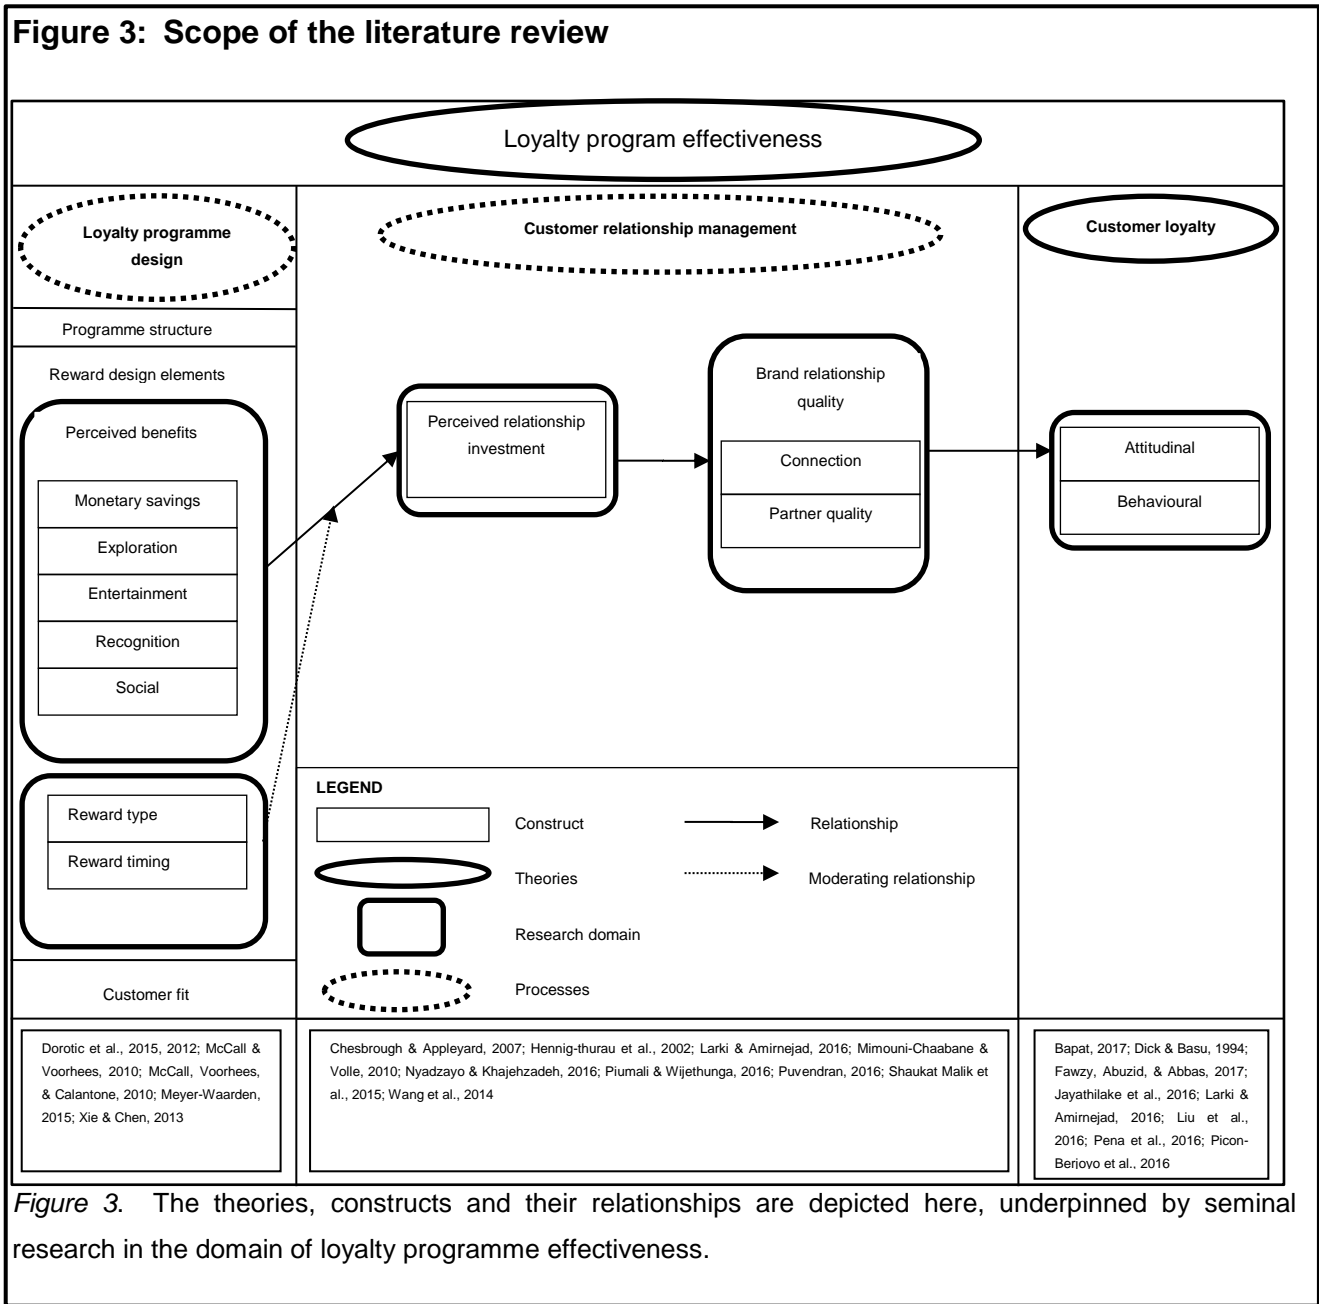 Figure 3: Scope of the literature review
Loyalty program effectiveness
Loyalty programme
design
Customer relationship management
Customer loyalty
Programme structure
Reward design elements
Perceived benefits
Monetary savings
Exploration
Entertainment
Recognition
Social
Reward type
Reward timing
Customer fit
Perceived relationship
investment
Brand relationship
quality
Connection
Partner quality
Attitudinal
Behavioural
LEGEND
Construct
Relationship
Theories
Moderating relationship
Research domain
Processes
Dorotic et al., 2015, 2012; McCall &
Voorhees, 2010; McCall, Voorhees,
& Calantone, 2010; Meyer-Waarden,
2015; Xie & Chen, 2013
Chesbrough & Appleyard, 2007; Hennig-thurau et al., 2002; Larki & Amirnejad, 2016; Mimouni-Chaabane &
Volle, 2010; Nyadzayo & Khajehzadeh, 2016; Piumali & Wijethunga, 2016; Puvendran, 2016; Shaukat Malik et
al., 2015; Wang et al., 2014
Bapat, 2017; Dick & Basu, 1994;
Fawzy, Abuzid, & Abbas, 2017;
Jayathilake et al., 2016; Larki &
Amirnejad, 2016; Liu et al.,
2016; Pena et al., 2016; Picon-
Berjoyo et al., 2016
Figure 3. The theories, constructs and their relationships are depicted here, underpinned by seminal
research in the domain of loyalty programme effectiveness.